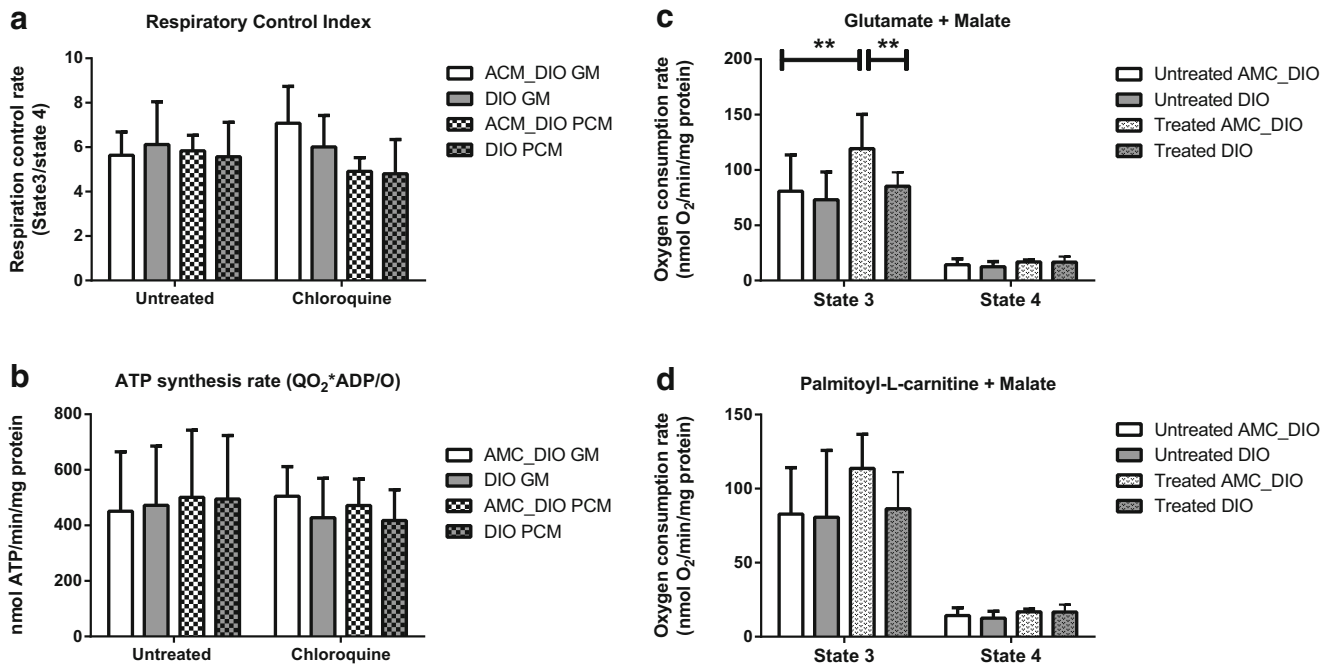 a
Respiratory Control Index
Respiration control rate
(State3/state 4)
10
8
6
4
2
0
Untreated
Chloroquine
ACM_DIO GM
DIO GM
ACM_DIO PCM
DIO PCM
b
ATP synthesis rate (QO₂*ADP/O)
nmol ATP/min/mg protein
800
600
400
200
0
Untreated
Chloroquine
AMC_DIO GM
DIO GM
AMC_DIO PCM
DIO PCM
c
Glutamate + Malate
Oxygen consumption rate
(nmol O₂/min/mg protein)
200
150
100
50
0
** **
State 3
State 4
Untreated AMC_DIO
Untreated DIO
Treated AMC_DIO
Treated DIO
d
Palmitoyl-L-carnitine + Malate
Oxygen consumption rate
(nmol O₂/min/mg protein)
150
100
50
0
State 3
State 4
Untreated AMC_DIO
Untreated DIO
Treated AMC_DIO
Treated DIO